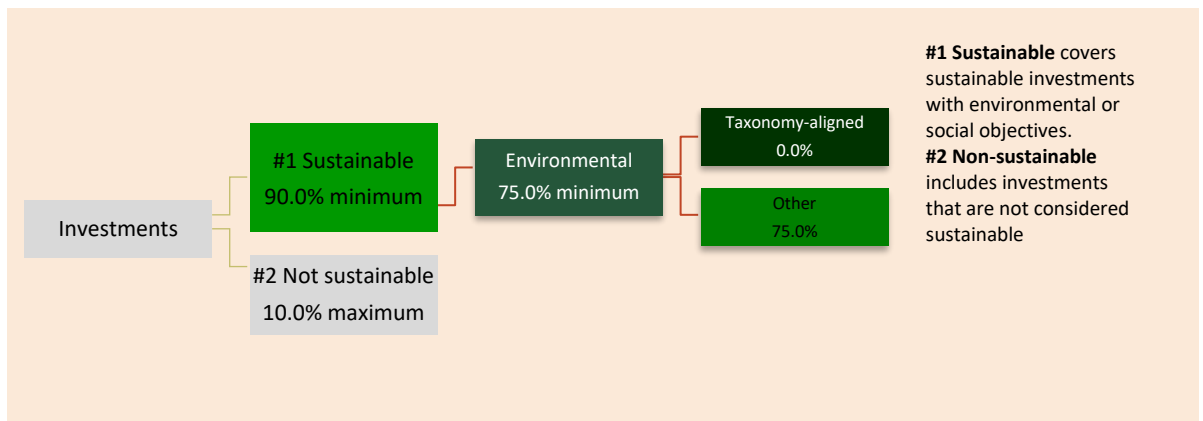 Investments
#1 Sustainable
90.0% minimum
#2 Not sustainable
10.0% maximum
Environmental
75.0% minimum
Taxonomy-aligned
0.0%
Other
75.0%
#1 Sustainable covers
sustainable investments
with environmental or
social objectives.
#2 Non-sustainable
includes investments
that are not considered
sustainable